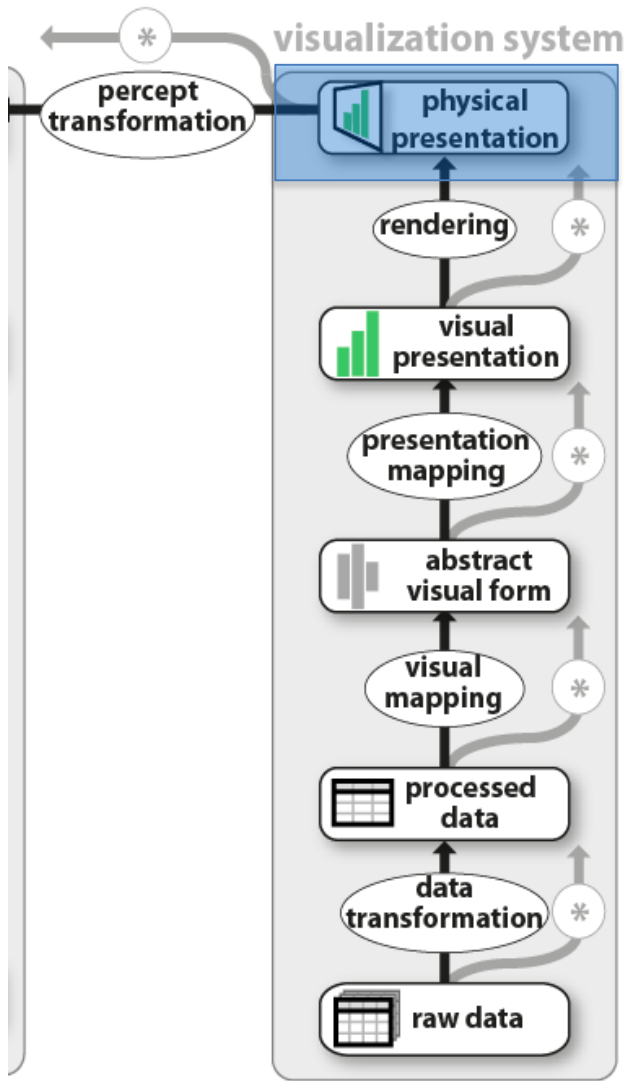 *
visualization system
percept
transformation
physical
presentation
rendering
*
visual
presentation
presentation
mapping
*
abstract
visual form
visual
mapping
*
processed
data
data
transformation
*
raw data